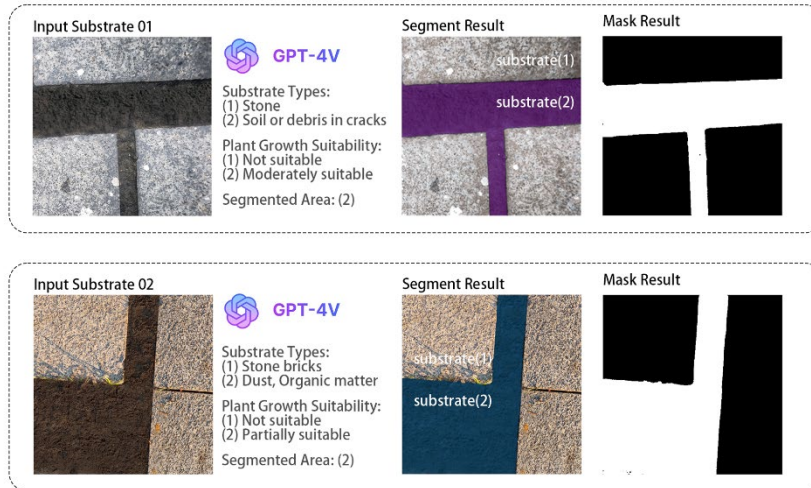 Input Substrate 01
GPT-4V
Substrate Types:
(1) Stone
(2) Soil or debris in cracks
Plant Growth Suitability:
(1) Not suitable
(2) Moderately suitable
Segmented Area: (2)
Segment Result
substrate(1)
substrate(2)
Mask Result
Input Substrate 02
GPT-4V
Substrate Types:
(1) Stone bricks
(2) Dust, Organic matter
Plant Growth Suitability:
(1) Not suitable
(2) Partially suitable
Segmented Area: (2)
Segment Result
substrate(1)
substrate(2)
Mask Result